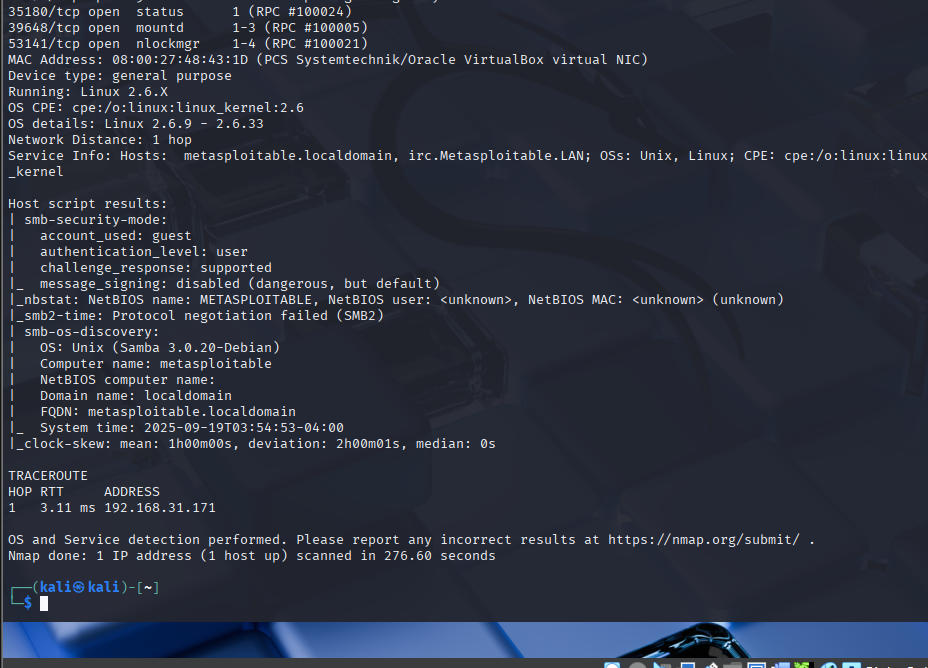 35180/tcp open  status      1 (RPC #100024)
39648/tcp open  mountd      1-3 (RPC #100005)
53141/tcp open  nlockmgr    1-4 (RPC #100021)
MAC Address: 08:00:27:48:43:1D (PCS Systemtechnik/Oracle VirtualBox virtual NIC)
Device type: general purpose
Running: Linux 2.6.X
OS CPE: cpe:/o:linux:linux_kernel:2.6
OS details: Linux 2.6.9 - 2.6.33
Network Distance: 1 hop
Service Info: Hosts:  metasploitable.localdomain, irc.Metasploitable.LAN; OSs: Unix, Linux; CPE: cpe:/o:linux:linux
_kernel

Host script results:
| smb-security-mode:
|   account_used: guest
|   authentication_level: user
|   challenge_response: supported
|_  message_signing: disabled (dangerous, but default)
|_nbstat: NetBIOS name: METASPLOITABLE, NetBIOS user: <unknown>, NetBIOS MAC: <unknown> (unknown)
|_smb2-time: Protocol negotiation failed (SMB2)
| smb-os-discovery:
|   OS: Unix (Samba 3.0.20-Debian)
|   Computer name: metasploitable
|   NetBIOS computer name:
|   Domain name: localdomain
|   FQDN: metasploitable.localdomain
|_  System time: 2025-09-19T03:54:53-04:00
|_clock-skew: mean: 1h00m00s, deviation: 2h00m01s, median: 0s

TRACEROUTE
HOP RTT     ADDRESS
1   3.11 ms 192.168.31.171

OS and Service detection performed. Please report any incorrect results at https://nmap.org/submit/ .
Nmap done: 1 IP address (1 host up) scanned in 276.60 seconds

┌──(kali㉿kali)-[~]
└─$